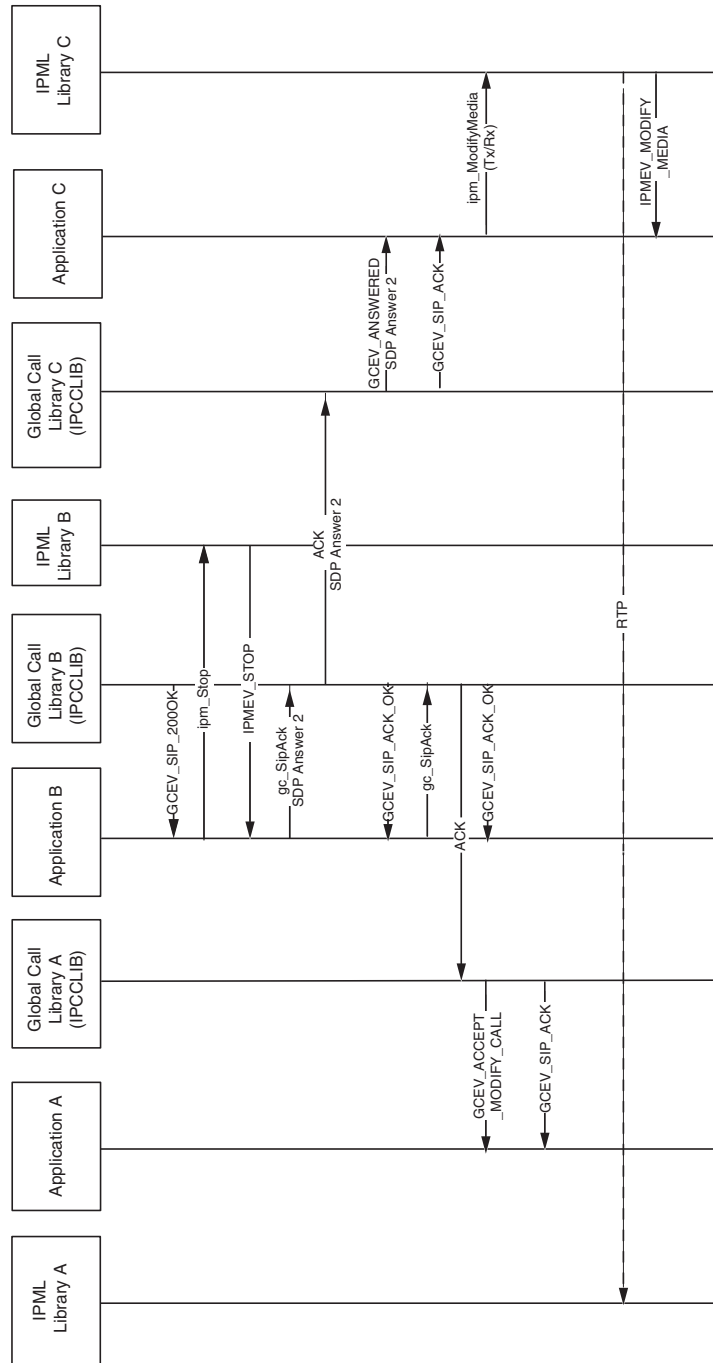 IPML
Library A
Application A
Global Call
Library A
(IPCCLIB)
Application B
Global Call
Library B
(IPCCLIB)
IPML
Library B
Global Call
Library C
(IPCCLIB)
Application C
IPML
Library C
GCEV_SIP_200OK
ipm_Stop
IPMEV_STOP
gc_SipAck
SDP Answer 2
ACK
SDP Answer 2
GCEV_ANSWERED
SDP Answer 2
GCEV_SIP_ACK_OK
gc_SipAck
GCEV_SIP_ACK
ACK
GCEV_ACCEPT
_MODIFY_CALL
GCEV_SIP_ACK_OK
ipm_ModifyMedia
(Tx/Rx)
GCEV_SIP_ACK
RTP
IPMEV_MODIFY
_MEDIA